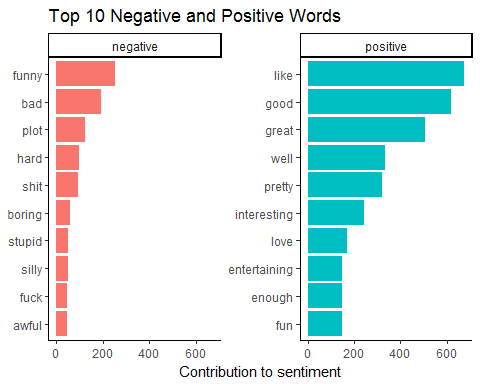 Top 10 Negative and Positive Words
negative
funny
bad
plot
hard
shit
boring
stupid
silly
fuck
awful
0 200 400 600
positive
like
good
great
well
pretty
interesting
love
entertaining
enough
fun
0 200 400 600
Contribution to sentiment